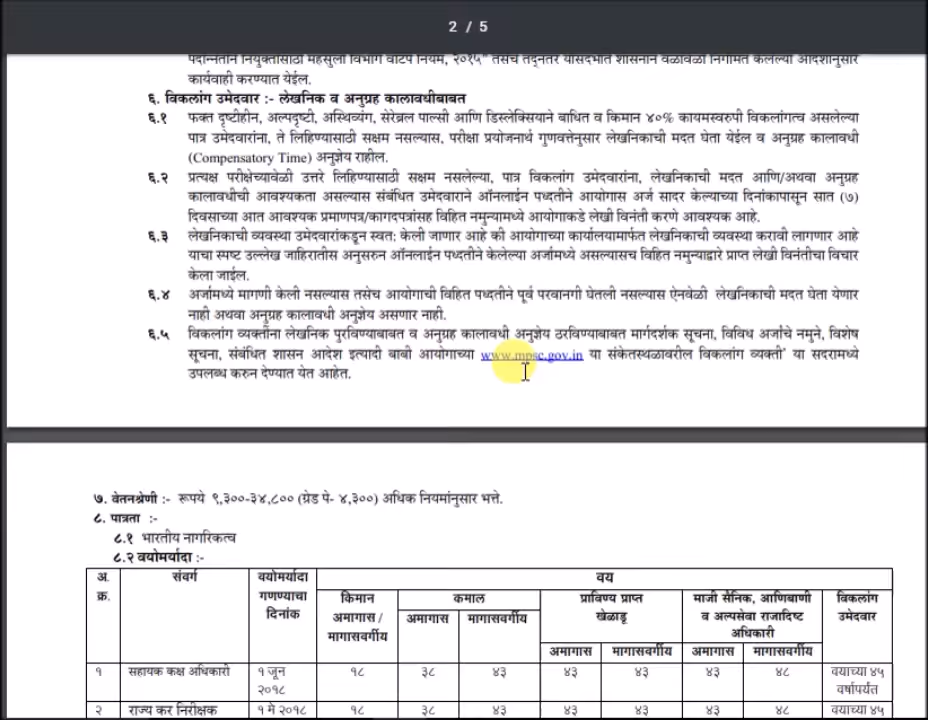 2 / 5
पदोन्नतीने नियुक्तीसाठी महसुली विभाग वाटप नियम, २०१५" तसेच तद्नंतर यासंदर्भात शासनाने वेळोवेळी निर्गमित केलेल्या आदेशानुसार
कार्यवाही करण्यात येईल.
६. विकलांग उमेदवार :- लेखनिक व अनुग्रह कालावधीबाबत
६.१ फक्त दृष्टीहीन, अल्पदृष्टी, अस्थिव्यंग, सेरेब्रल पाल्सी आणि डिस्लेक्सियाने बाधित व किमान ४०% कायमस्वरुपी विकलांगत्व असलेल्या
पात्र उमेदवारांना, ते लिहिण्यासाठी सक्षम नसल्यास, परीक्षा प्रयोजनार्थ गुणवत्तेनुसार लेखनिकाची मदत घेता येईल व अनुग्रह कालावधी
(Compensatory Time) अनुज्ञेय राहील.
६.२ प्रत्यक्ष परीक्षेच्यावेळी उत्तरे लिहिण्यासाठी सक्षम नसलेल्या, पात्र विकलांग उमेदवारांना, लेखनिकाची मदत आणि/अथवा अनुग्रह
कालावधीची आवश्यकता असल्यास संबंधित उमेदवाराने ऑनलाईन पध्दतीने आयोगास अर्ज सादर केल्याच्या दिनांकापासून सात (७)
दिवसाच्या आत आवश्यक प्रमाणपत्र/कागदपत्रांसह विहित नमुन्यामध्ये आयोगाकडे लेखी विनंती करणे आवश्यक आहे.
६.३ लेखनिकाची व्यवस्था उमेदवारांकडून स्वत: केली जाणार आहे की आयोगाच्या कार्यालयामार्फत लेखनिकाची व्यवस्था करावी लागणार आहे
याचा स्पष्ट उल्लेख जाहिरातीस अनुसरुन ऑनलाईन पध्दतीने केलेल्या अर्जामध्ये असल्यासच विहित नमुन्याद्वारे प्राप्त लेखी विनंतीचा विचार
केला जाईल.
६.४ अर्जामध्ये मागणी केली नसल्यास तसेच आयोगाची विहित पध्दतीने पूर्व परवानगी घेतली नसल्यास ऐनवेळी लेखनिकाची मदत घेता येणार
नाही अथवा अनुग्रह कालावधी अनुज्ञेय असणार नाही.
६.५ विकलांग व्यक्तींना लेखनिक पुरविण्याबाबत व अनुग्रह कालावधी अनुज्ञेय ठरविण्याबाबत मार्गदर्शक सूचना, विविध अर्जाचे नमुने, विशेष
सूचना, संबंधित शासन आदेश इत्यादी बाबी आयोगाच्या www.mpsc.gov.in या संकेतस्थळावरील विकलांग व्यक्ती' या सदरामध्ये
उपलब्ध करुन देण्यात येत आहेत.
७. वेतनश्रेणी :- रूपये ९,३००-३४,८०० (ग्रेड पे- ४,३००) अधिक नियमांनुसार भत्ते.
८. पात्रता :-
८.१ भारतीय नागरिकत्व
८.२ वयोमर्यादा :-
अ. संवर्ग वयोमर्यादा वय
क्र. गणण्याचा दिनांक किमान अमागास / मागासवर्गीय कमाल प्राविण्य प्राप्त खेळाडू माजी सैनिक, आणिबाणी व अल्पसेवा राजादिष्ट अधिकारी विकलांग उमेदवार
अमागास मागासवर्गीय अमागास मागासवर्गीय अमागास मागासवर्गीय
१ सहायक कक्ष अधिकारी १ जून २०१८ १८ ३८ ४३ ४३ ४३ ४३ ४८ वयाच्या ४५ वर्षापर्यंत
२ राज्य कर निरीक्षक १ मे २०१८ १८ ३८ ४३ ४३ ४३ ४३ ४८ वयाच्या ४५